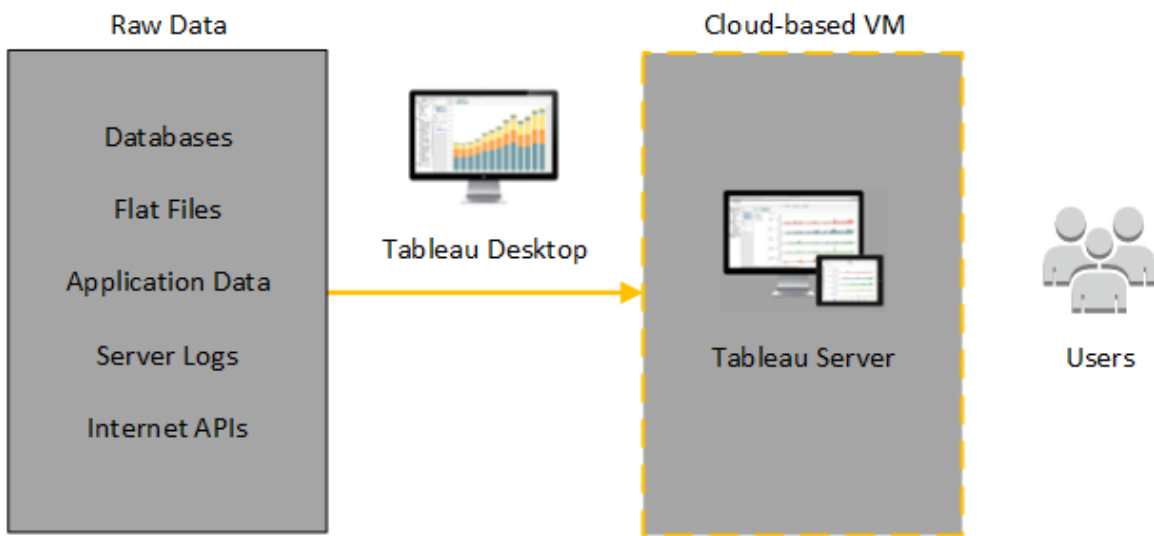 Raw Data
Databases
Flat Files
Application Data
Server Logs
Internet APIs
Tableau Desktop
Cloud-based VM
Tableau Server
Users